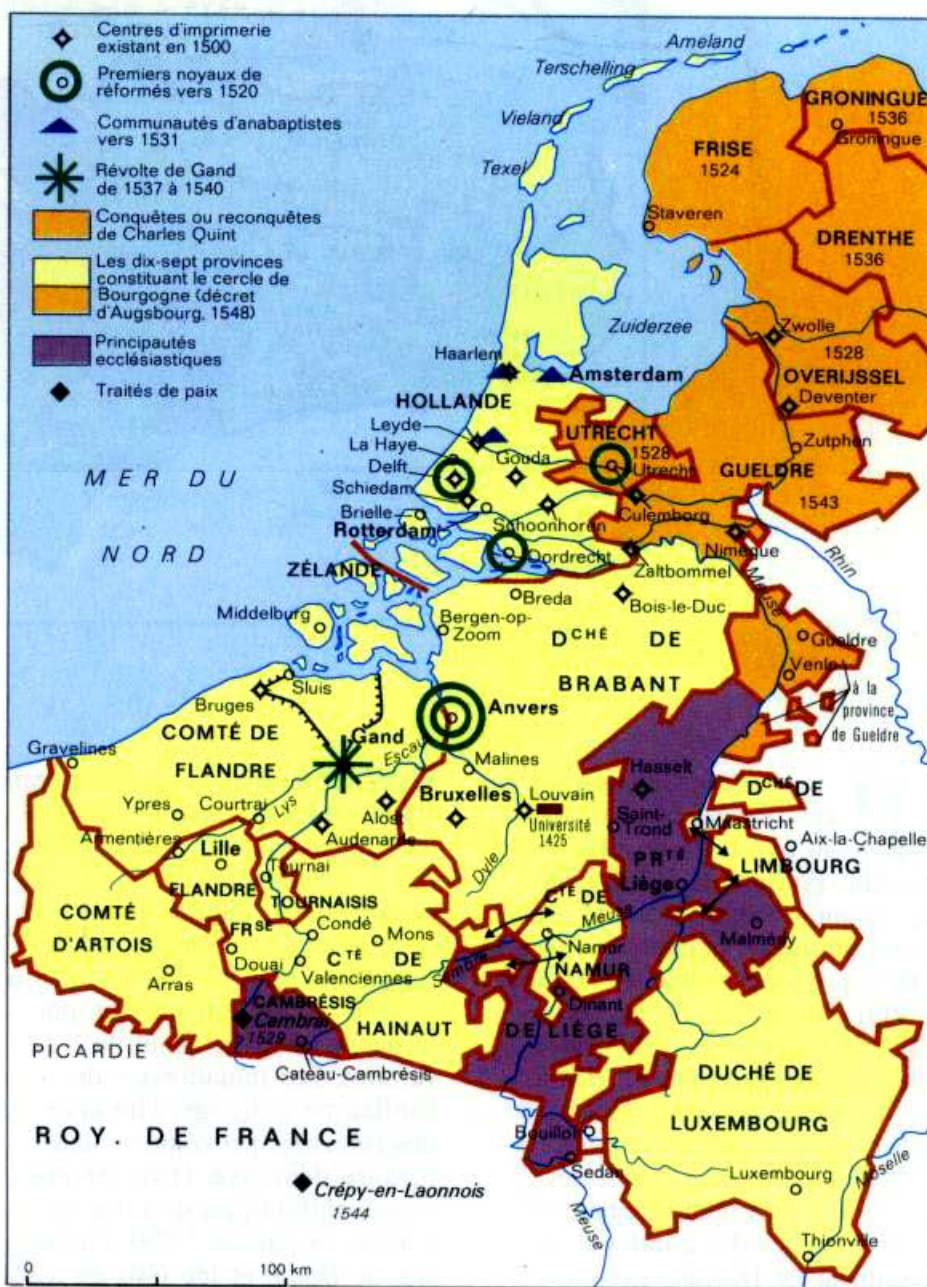 Centres d'imprimerie
existant en 1500
Premiers noyaux de
réformés vers 1520
Communautés d'anabaptistes
vers 1531
Révolte de Gand
de 1537 à 1540
Conquêtes ou reconquêtes
de Charles Quint
Les dix-sept provinces
constituant le cercle de
Bourgogne (décret
d'Augsbourg, 1548)
Principautés
ecclésiastiques
Traités de paix
Ameland
Terschelling
Vieland
Texel
GRONINGUE
1536
Groningue
FRISE
1524
Staveren
DRENTHE
1536
Zuiderzee
Zwolle
1528
OVERIJSSEL
Deventer
Haarlem
Amsterdam
HOLLANDE
Leyde
La Haye
Delft
Schiedam
Brielle
Rotterdam
Gouda
Schoonhoren
UTRECHT
1528
Utrecht
Zutphen
GUELDRE
1543
Culemborg
Nimègue
MER DU
NORD
ZÉLANDE
Dordrecht
Zaltbommel
Meuse
Rhin
Breda
Bois-le-Duc
Middelburg
Bergen-op-
Zoom
DCHÉ DE
BRABANT
Gueldre
Venlo
à la
province
de Gueldre
Sluis
Bruges
Anvers
COMTÉ DE
FLANDRE
Gand
Escau
Gravelines
Malines
Hasselt
DCHÉ DE
Ypres
Courtrai
Lys
Alost
Bruxelles
Louvain
Université
1425
Saint-
Trond
Maastricht
Aix-la-Chapelle
Armentières
Audenarde
Lille
Tournai
Dyle
PRTÉ
LIMBOURG
Liège
FLANDRE
TOURNAISIS
CTÉ DE
Meuse
COMTÉ
D'ARTOIS
FRSE
Condé
Mons
Namur
Malmédy
Douai
Valenciennes
CTÉ DE
Sambre
NAMUR
Arras
Dinant
CAMBRÉSIS
Cambrai
1529
HAINAUT
DE LIÈGE
PICARDIE
Cateau-Cambrésis
DUCHÉ DE
LUXEMBOURG
ROY. DE FRANCE
Bouillon
Sedan
Luxembourg
Moselle
Crépy-en-Laonnois
1544
Meuse
Thionville
0
100 km